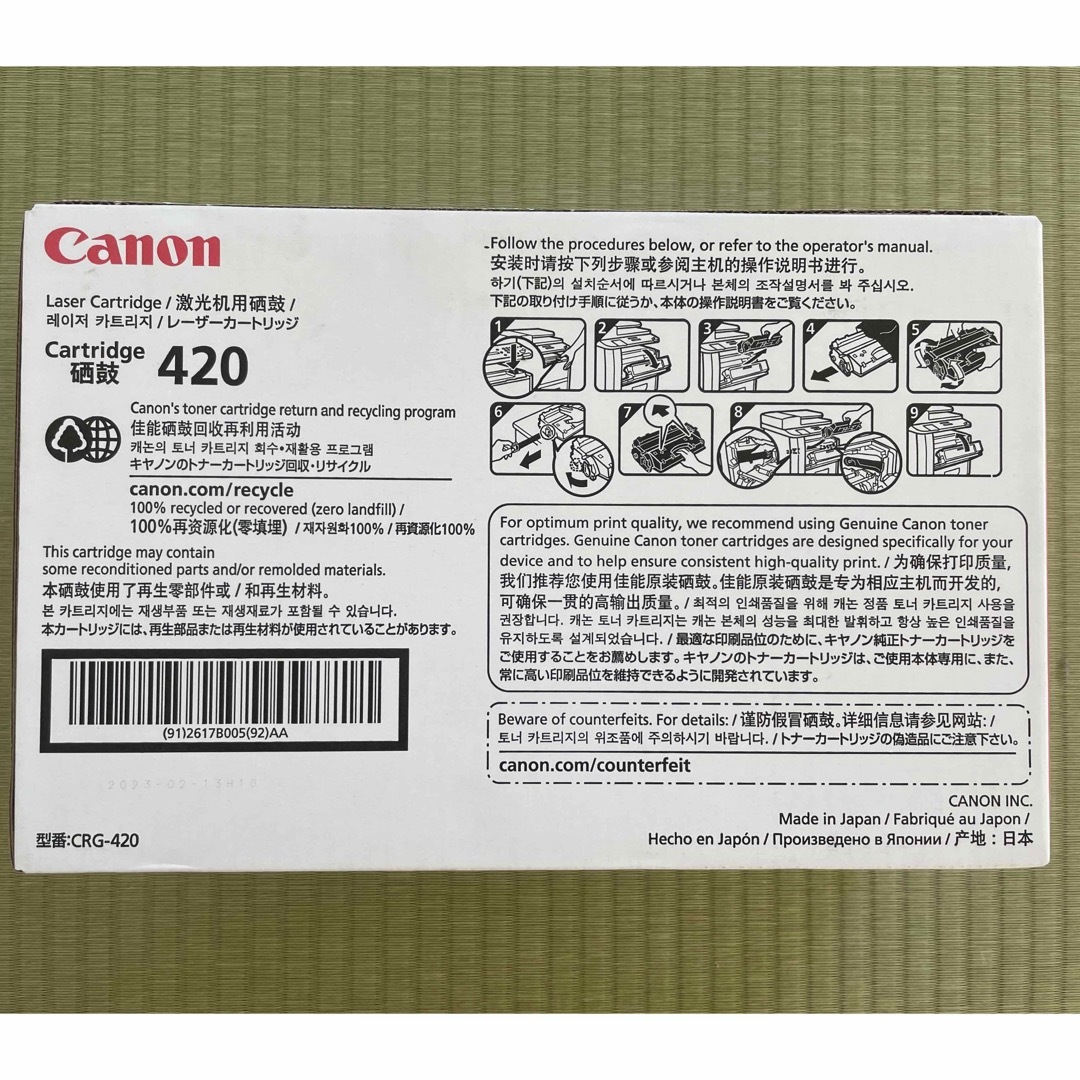 Canon
Laser Cartridge / 激光机用硒鼓 /
레이저 카트리지 / レーザーカートリッジ
Cartridge
硒鼓
420
Canon's toner cartridge return and recycling program
佳能硒鼓回收再利用活动
캐논의 토너 카트리지 회수•재활용 프로그램
キヤノンのトナーカートリッジ回収・リサイクル
canon.com/recycle
100% recycled or recovered (zero landfill) /
100%再资源化(零填埋) / 재자원화100% / 再資源化100%
This cartridge may contain
some reconditioned parts and/or remolded materials.
本硒鼓使用了再生零部件或 / 和再生材料。
본 카트리지에는 재생부품 또는 재생재료가 포함될 수 있습니다.
本カートリッジには、再生部品または再生材料が使用されていることがあります。
(91)2617B005(92)AA
2023-02-13H10
型番:CRG-420
Follow the procedures below, or refer to the operator's manual.
安装时请按下列步骤或参阅主机的操作说明书进行。
하기(下記)의 설치순서에 따르시거나 본체의 조작설명서를 봐 주십시오.
下記の取り付け手順に従うか、本体の操作説明書をご覧ください。
1
2
3
4
5
6
7
8
9
For optimum print quality, we recommend using Genuine Canon toner
cartridges. Genuine Canon toner cartridges are designed specifically for your
device and to help ensure consistent high-quality print. / 为确保打印质量,
我们推荐您使用佳能原装硒鼓。佳能原装硒鼓是专为相应主机而开发的,
可确保一贯的高输出质量。 / 최적의 인쇄품질을 위해 캐논 정품 토너 카트리지 사용을
권장합니다. 캐논 토너 카트리지는 캐논 본체의 성능을 최대한 발휘하고 항상 높은 인쇄품질을
유지하도록 설계되었습니다. / 最適な印刷品位のために、キヤノン純正トナーカートリッジを
ご使用することをお薦めします。キヤノンのトナーカートリッジは、ご使用本体専用に、また、
常に高い印刷品位を維持できるように開発されています。
Beware of counterfeits. For details: / 谨防假冒硒鼓。详细信息请参见网站: /
토너 카트리지의 위조품에 주의하시기 바랍니다. / トナーカートリッジの偽造品にご注意下さい。
canon.com/counterfeit
CANON INC.
Made in Japan / Fabriqué au Japon /
Hecho en Japón / Произведено в Японии / 产地：日本